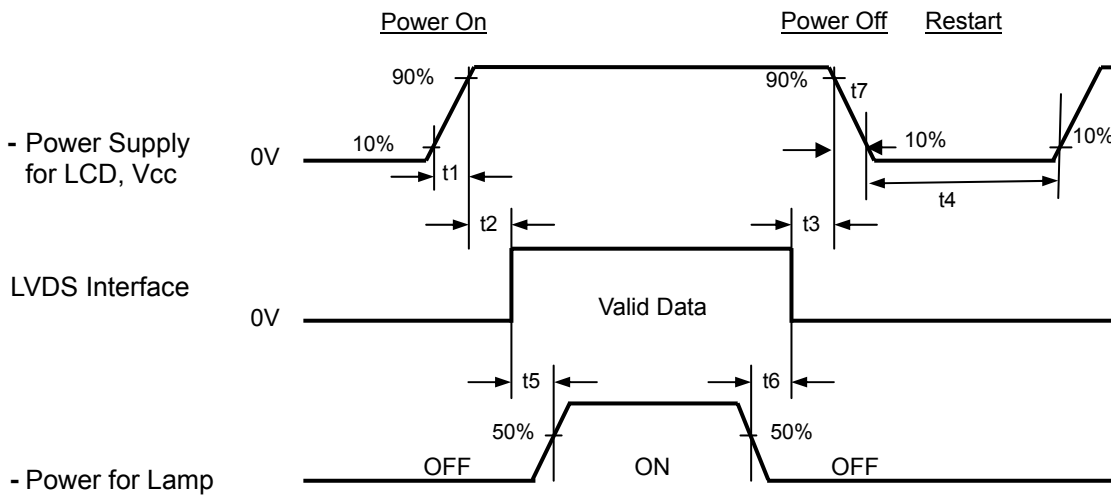 Power On Power Off Restart
90% 90% t7
- Power Supply for LCD, Vcc
0V 10% 10% 10%
t1 t4
t2 t3
LVDS Interface
0V Valid Data
t5 t6
50% 50%
- Power for Lamp
OFF ON OFF